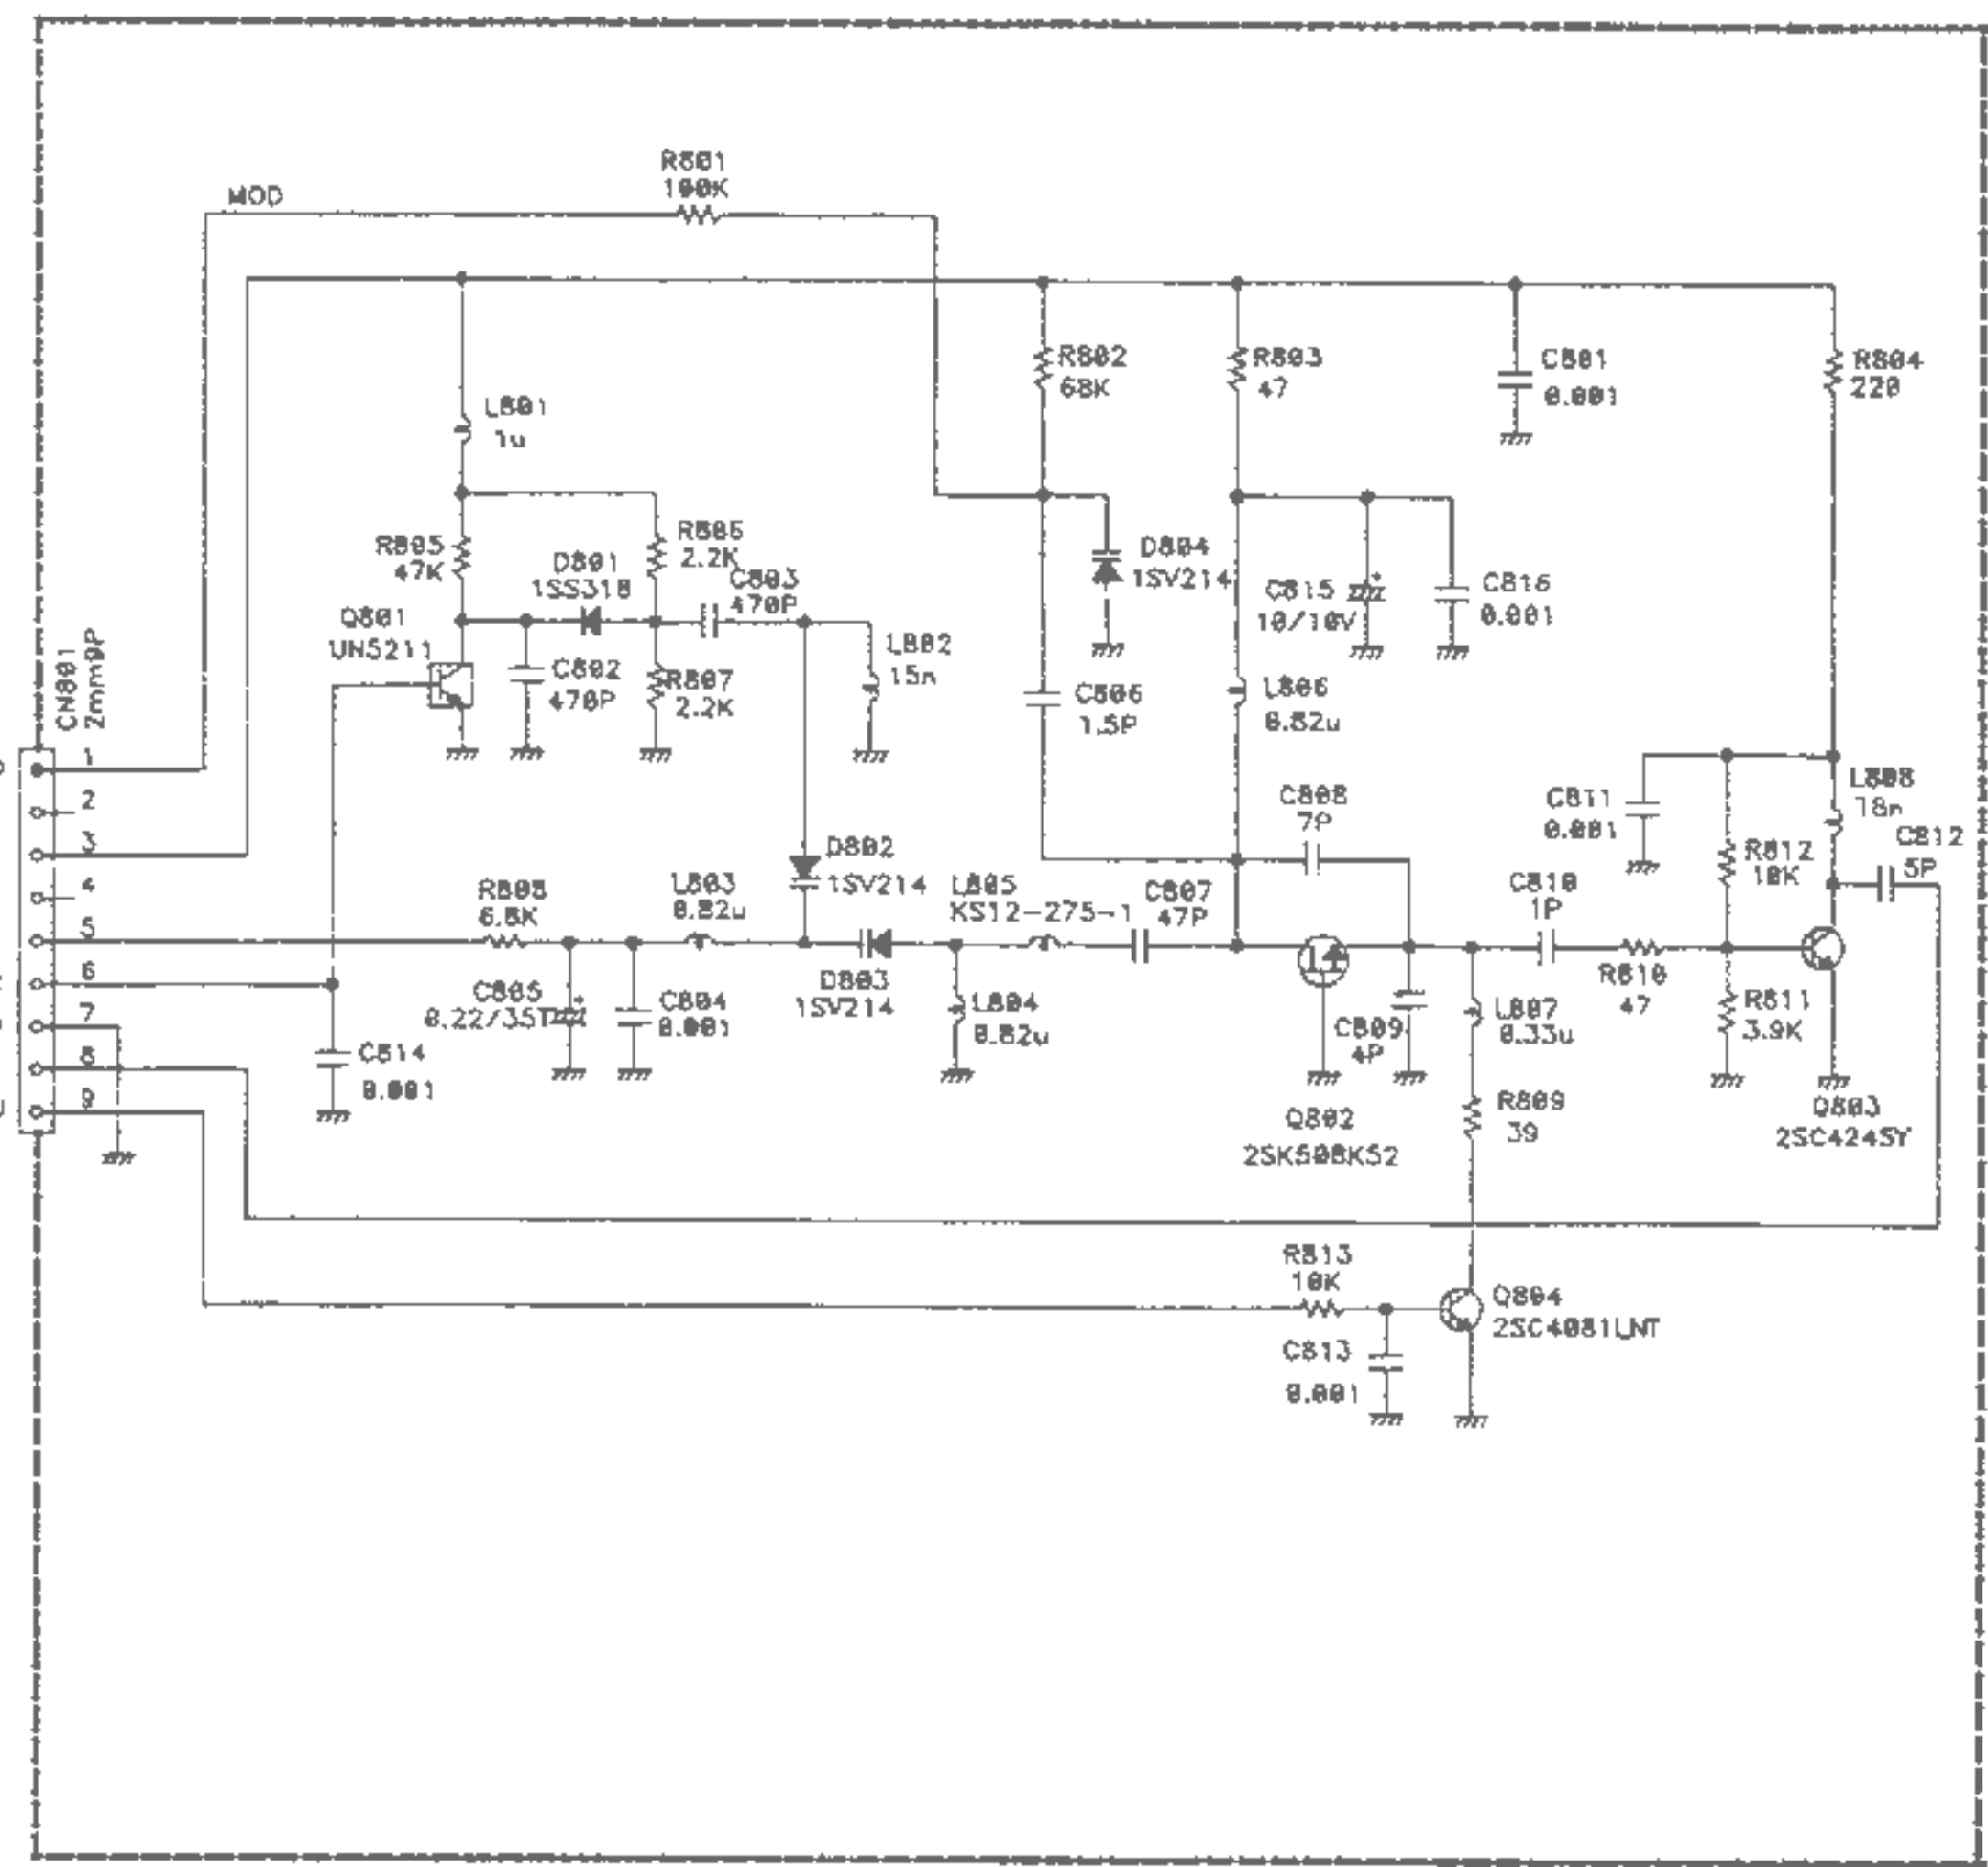 R801
100K
MOD
R802
68K
R803
47
C801
0.001
R804
220
L801
1u
R805
47K
D801
1SS318
R806
2.2K
C803
470P
D804
1SV214
C815
10/10V
C816
0.001
Q801
UN5211
C802
470P
R807
2.2K
L802
15n
C806
1.5P
L806
0.82u
CN801
2mm9P
1
2
3
4
5
6
7
8
9
C808
7P
C811
0.001
L808
18n
C812
5P
D802
1SV214
R808
6.8K
L803
0.82u
L805
KS12-275-1
C807
47P
C810
1P
R812
10K
D803
1SV214
C805
0.22/35T
C804
0.001
L804
0.82u
C809
4P
L807
0.33u
R810
47
R811
3.9K
C814
0.001
Q802
2SK508K52
R809
39
Q803
2SC4245Y
R813
10K
Q804
2SC4081LNT
C813
0.001